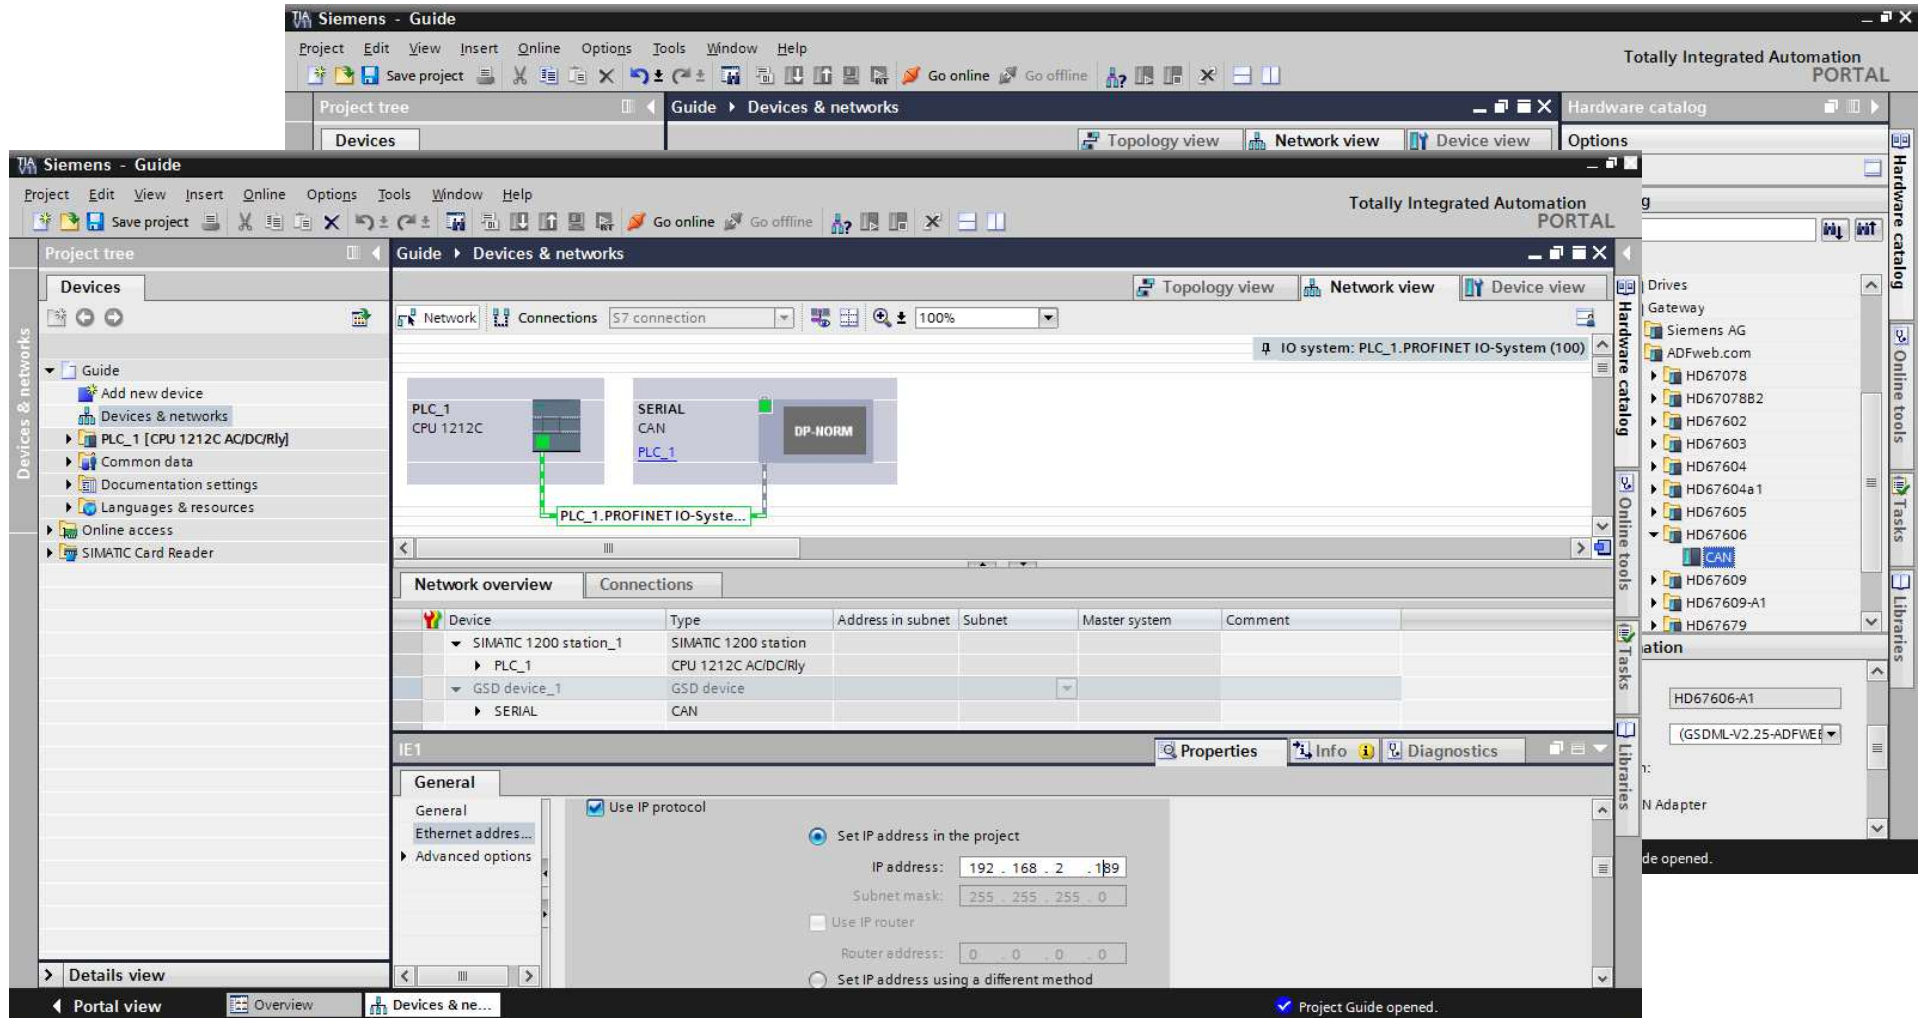 Siemens - Guide
Project Edit View Insert Online Options Tools Window Help
Totally Integrated Automation
PORTAL
Save project Go online Go offline
Project tree
Guide Devices & networks
Hardware catalog
Devices
Topology view Network view Device view
Options
Hardware catalog
Online tools
Tasks
Libraries
Drives
Gateway
Siemens AG
ADFweb.com
HD67078
HD67078B2
HD67602
HD67603
HD67604
HD67604a1
HD67605
HD67606
CAN
HD67609
HD67609-A1
HD67679
ation
HD67606-A1
(GSDML-V2.25-ADFWEB
n:
N Adapter
de opened.
Siemens - Guide
Project Edit View Insert Online Options Tools Window Help
Totally Integrated Automation
PORTAL
Save project Go online Go offline
Project tree
Guide Devices & networks
Devices
Topology view Network view Device view
Network Connections S7 connection 100%
IO system: PLC_1.PROFINET IO-System (100)
Devices & networks
Guide
Add new device
Devices & networks
PLC_1 [CPU 1212C AC/DC/Rly]
Common data
Documentation settings
Languages & resources
Online access
SIMATIC Card Reader
PLC_1
CPU 1212C
SERIAL
CAN
PLC_1
DP-NORM
PLC_1.PROFINET IO-Syste...
Network overview Connections
Device Type Address in subnet Subnet Master system Comment
SIMATIC 1200 station_1 SIMATIC 1200 station
PLC_1 CPU 1212C AC/DC/Rly
GSD device_1 GSD device
SERIAL CAN
IE1
Properties Info Diagnostics
General
General
Ethernet addres...
Advanced options
Use IP protocol
Set IP address in the project
IP address: 192 . 168 . 2 . 189
Subnet mask: 255 . 255 . 255 . 0
Use IP router
Router address: 0 . 0 . 0 . 0
Set IP address using a different method
Hardware catalog
Online tools
Tasks
Libraries
Details view
Portal view Overview Devices & ne...
Project Guide opened.